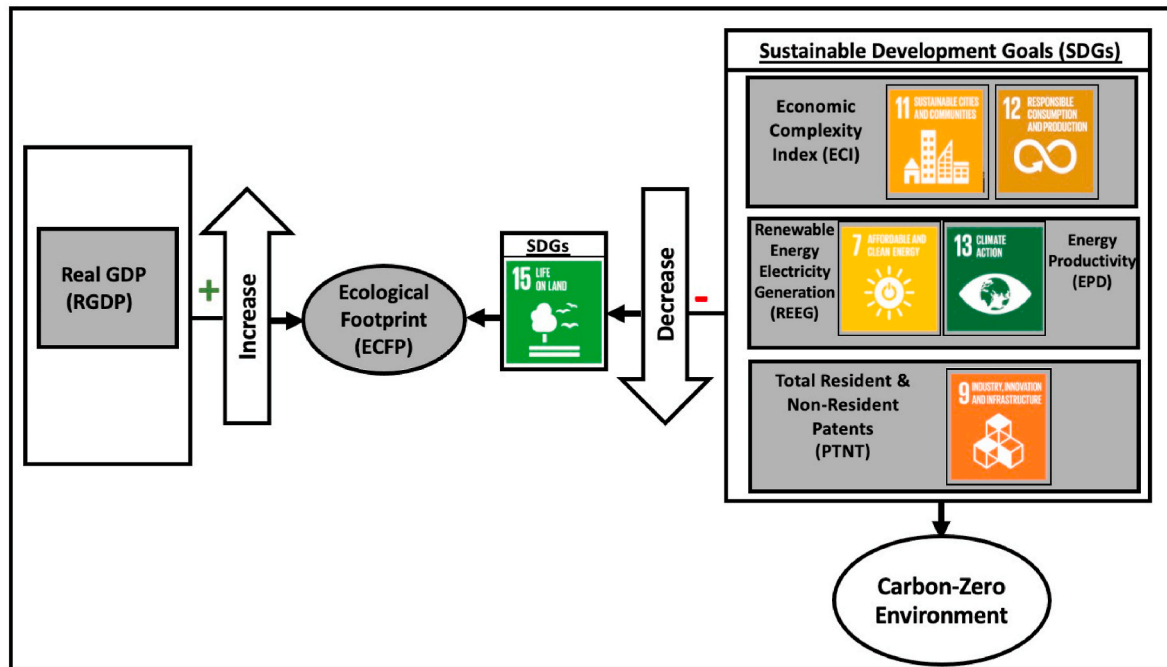 Sustainable Development Goals (SDGs)
Economic
Complexity
Index (ECI)
11 SUSTAINABLE CITIES
AND COMMUNITIES
12 RESPONSIBLE
CONSUMPTION
AND PRODUCTION
Real GDP
(RGDP)
+
Increase
Ecological
Footprint
(ECFP)
SDGs
15 LIFE
ON LAND
Decrease
-
Renewable
Energy
Electricity
Generation
(REEG)
7 AFFORDABLE AND
CLEAN ENERGY
13 CLIMATE
ACTION
Energy
Productivity
(EPD)
Total Resident &
Non-Resident
Patents
(PTNT)
9 INDUSTRY, INNOVATION
AND INFRASTRUCTURE
Carbon-Zero
Environment